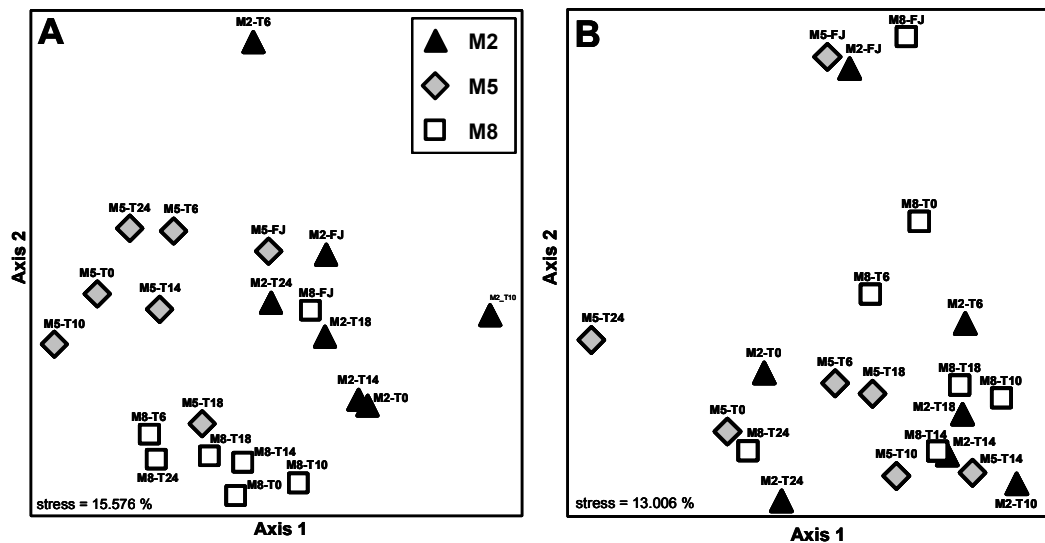 A
M2-T6
M2
M5
M8
M5-T24
M5-T6
M5-FJ
M2-FJ
M5-T0
M5-T14
M2-T24
M8-FJ
M2_T10
M5-T10
M2-T18
M2-T14
M2-T0
M8-T6
M5-T18
M8-T18
M8-T14
M8-T24
M8-T10
M8-T0
stress = 15.576 %
Axis 1
Axis 2
B
M8-FJ
M5-FJ
M2-FJ
M8-T0
M8-T6
M2-T6
M5-T24
M2-T0
M5-T6
M5-T18
M8-T18
M8-T10
M2-T18
M5-T0
M8-T24
M8-T14
M2-T14
M5-T10
M5-T14
M2-T24
M2-T10
stress = 13.006 %
Axis 1
Axis 2